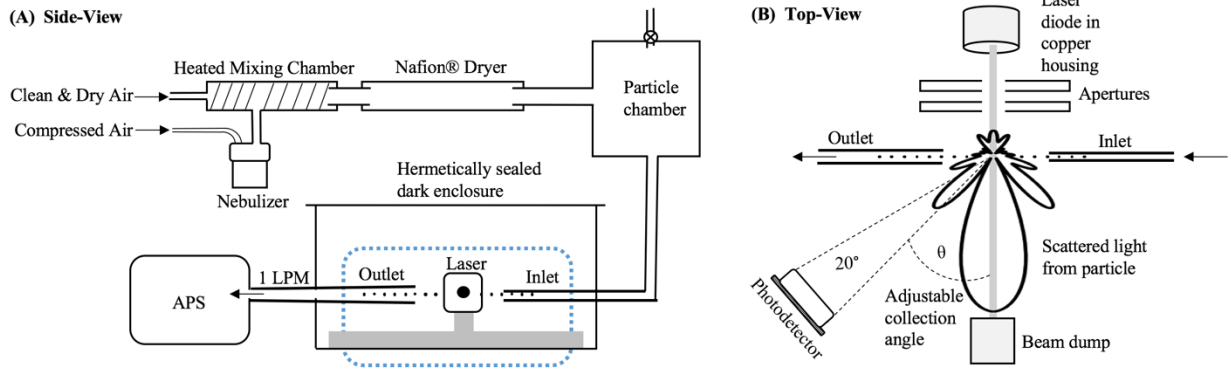 (A) Side-View
Heated Mixing Chamber
Nafion® Dryer
Clean & Dry Air
Compressed Air
Nebulizer
Particle
chamber
Hermetically sealed
dark enclosure
APS
1 LPM
Outlet
Laser
Inlet
(B) Top-View
Laser
diode in
copper
housing
Apertures
Outlet
Inlet
20°
θ
Photodetector
Adjustable
collection
angle
Scattered light
from particle
Beam dump